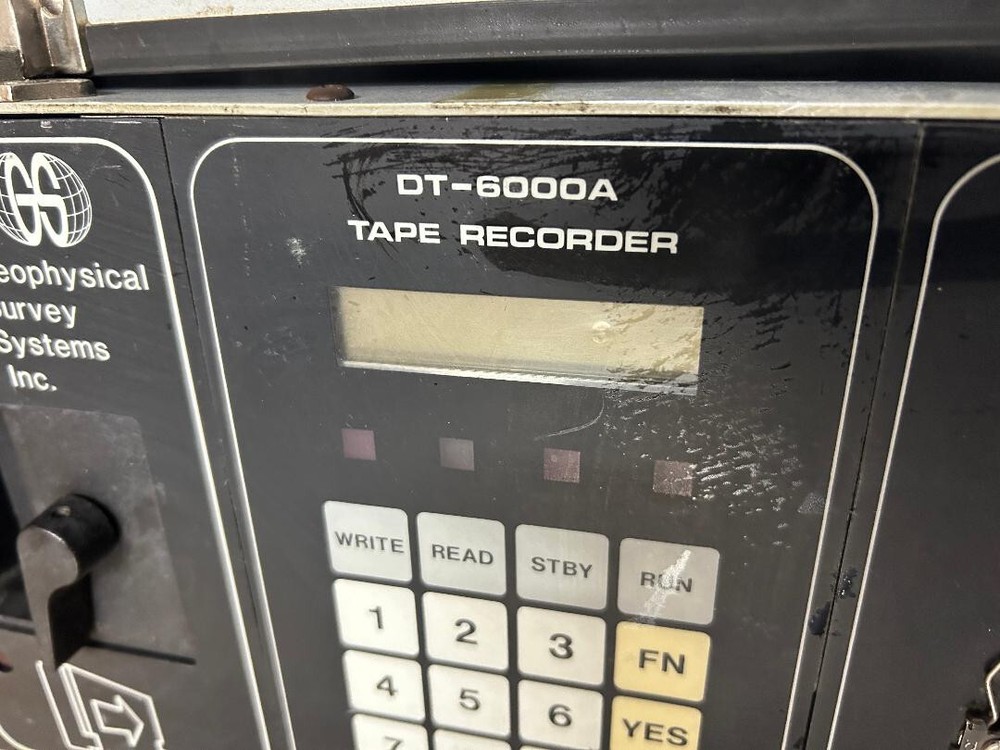 GS
eophysical
urvey
Systems
Inc.
DT-6000A
TAPE RECORDER
WRITE READ STBY RUN
1 2 3 FN
4 5 6 YES
7